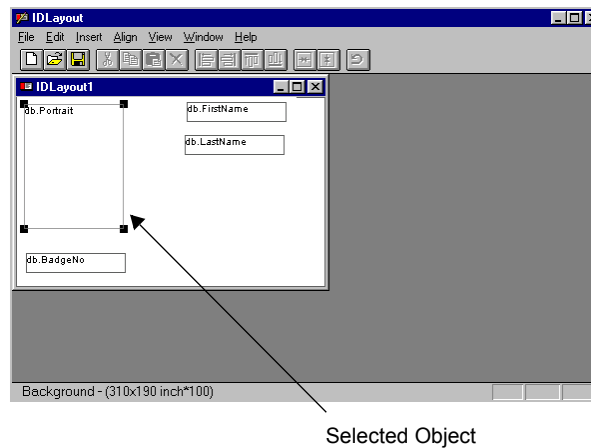 IDLayout
File Edit Insert Align View Window Help
IDLayout1
db.Portrait
db.FirstName
db.LastName
db.BadgeNo
Background - (310x190 inch*100)
Selected Object